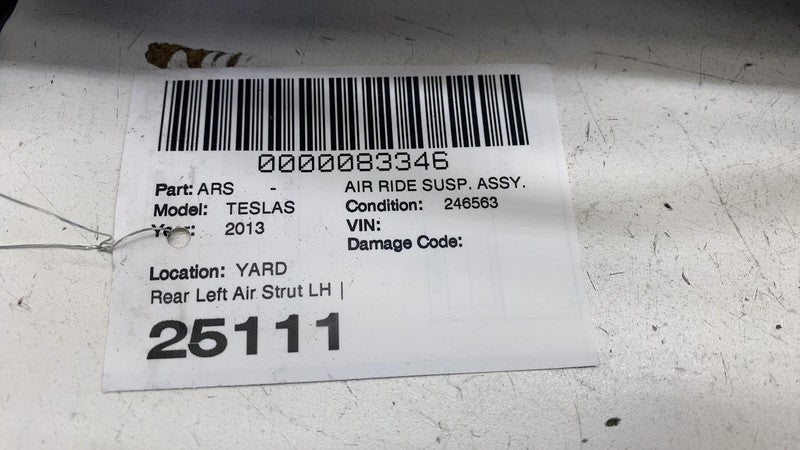 0000083346
Part: ARS - AIR RIDE SUSP. ASSY.
Model: TESLAS Condition: 246563
Year: 2013 VIN:
Damage Code:
Location: YARD
Rear Left Air Strut LH |
25111